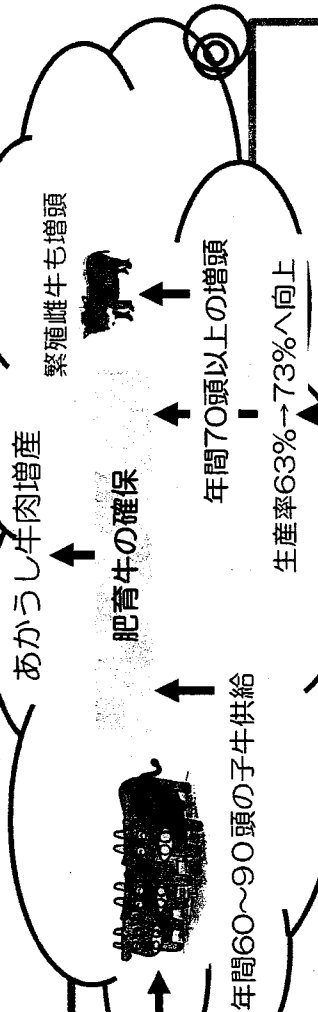 あかうし牛肉増産
繁殖雌牛も増頭
肥育牛の確保
年間70頭以上の増頭
年間60〜90頭の子牛供給
生産率63%→73%へ向上